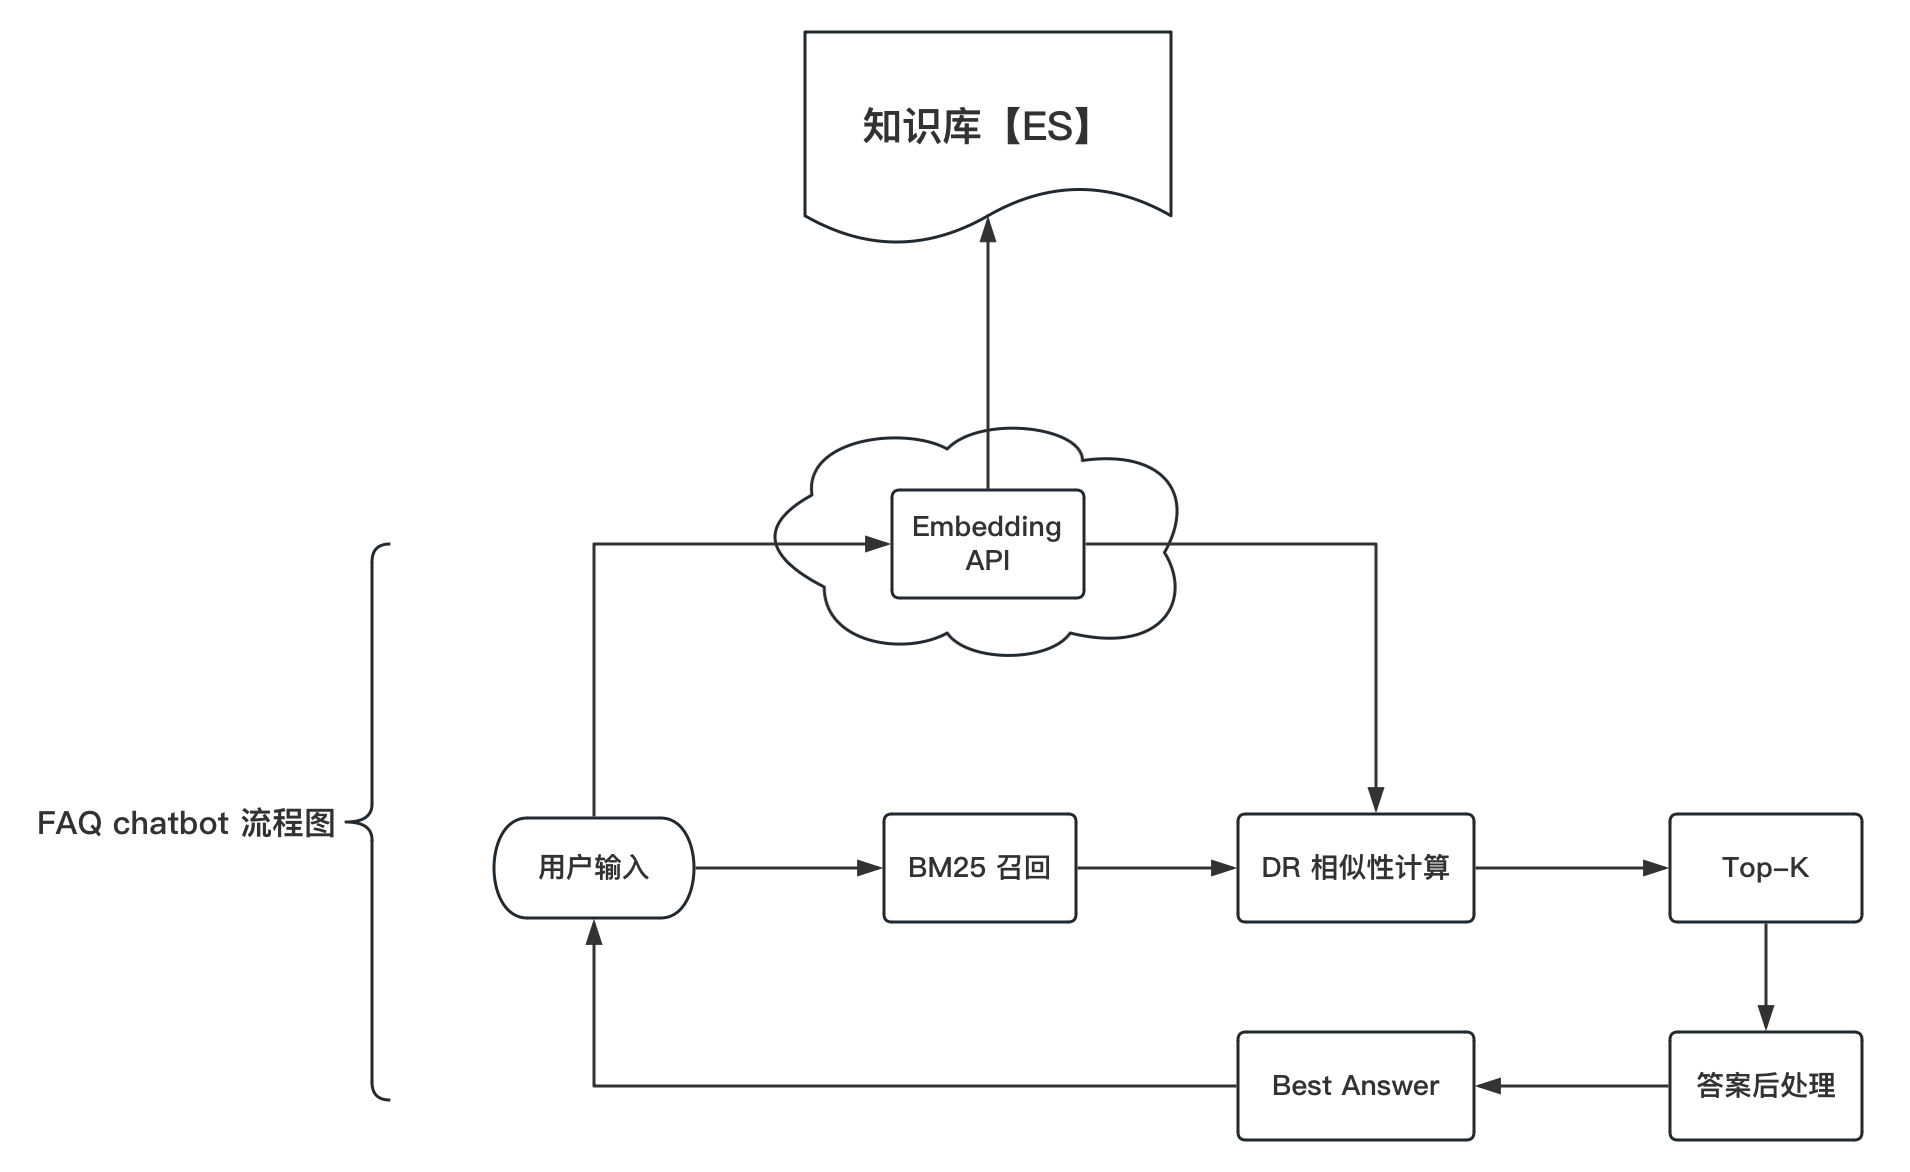 知识库【ES】
Embedding
API
FAQ chatbot 流程图
用户输入
BM25 召回
DR 相似性计算
Top-K
Best Answer
答案后处理